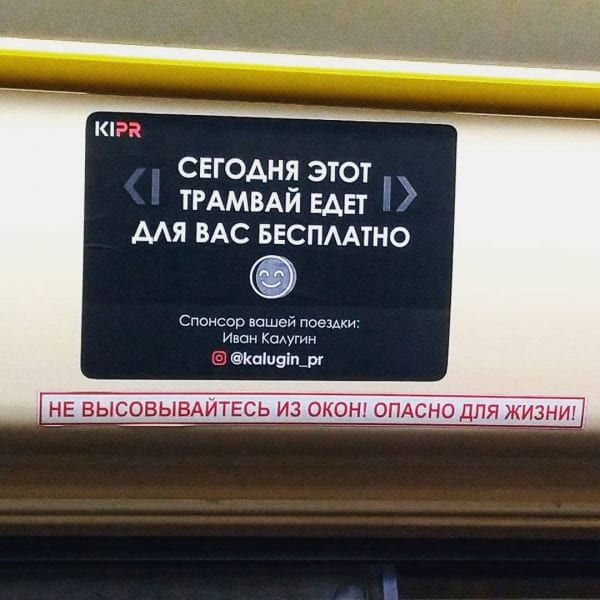 KIPR
СЕГОДНЯ ЭТОТ
ТРАМВАЙ ЕДЕТ
ДЛЯ ВАС БЕСПЛАТНО
Спонсор вашей поездки:
Иван Калугин
@kalugin_pr
НЕ ВЫСОВЫВАЙТЕСЬ ИЗ ОКОН! ОПАСНО ДЛЯ ЖИЗНИ!